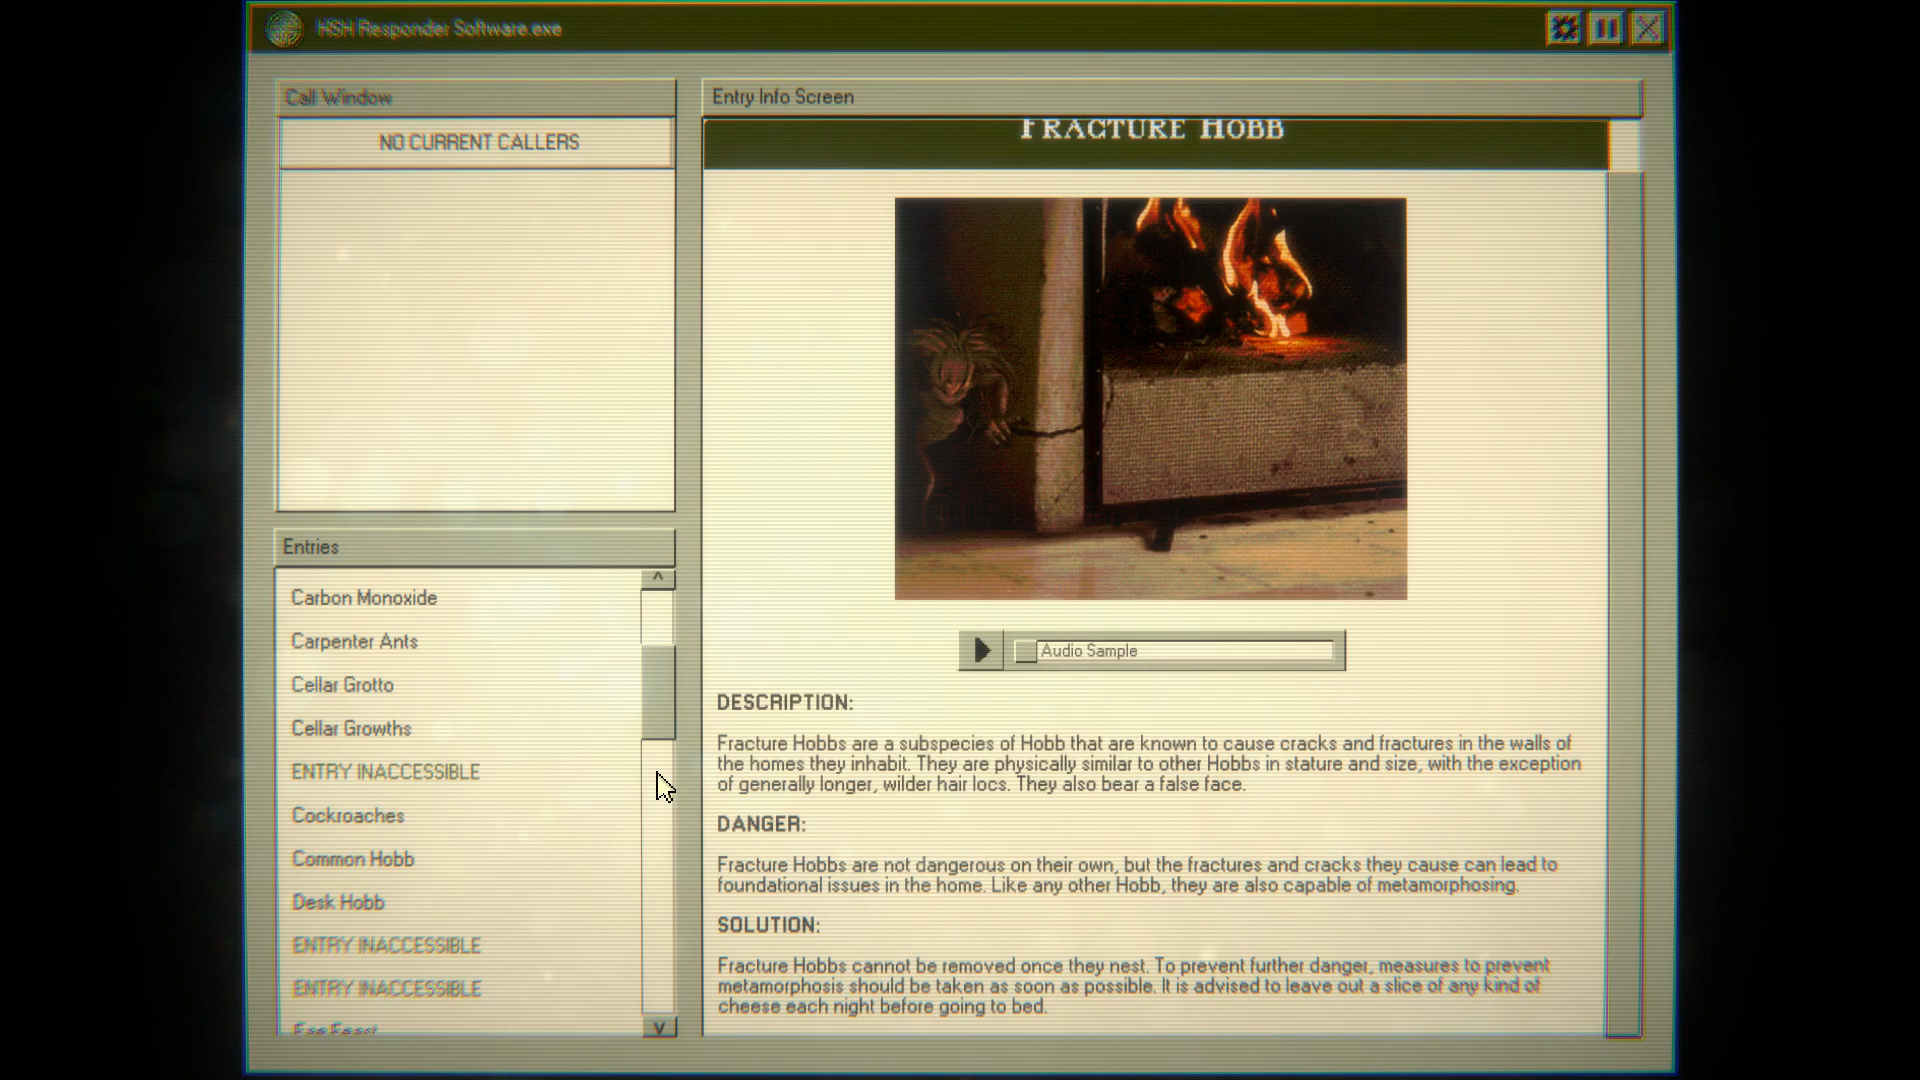 HSH Responder Software.exe
Call Window
NO CURRENT CALLERS
Entries
^
Carbon Monoxide
Carpenter Ants
Cellar Grotto
Cellar Growths
ENTRY INACCESSIBLE
Cockroaches
Common Hobb
Desk Hobb
ENTRY INACCESSIBLE
ENTRY INACCESSIBLE
v
Entry Info Screen
FRACTURE HOBB
Audio Sample
DESCRIPTION:
Fracture Hobbs are a subspecies of Hobb that are known to cause cracks and fractures in the walls of
the homes they inhabit. They are physically similar to other Hobbs in stature and size, with the exception
of generally longer, wilder hair locs. They also bear a false face.
DANGER:
Fracture Hobbs are not dangerous on their own, but the fractures and cracks they cause can lead to
foundational issues in the home. Like any other Hobb, they are also capable of metamorphosing.
SOLUTION:
Fracture Hobbs cannot be removed once they nest. To prevent further danger, measures to prevent
metamorphosis should be taken as soon as possible. It is advised to leave out a slice of any kind of
cheese each night before going to bed.